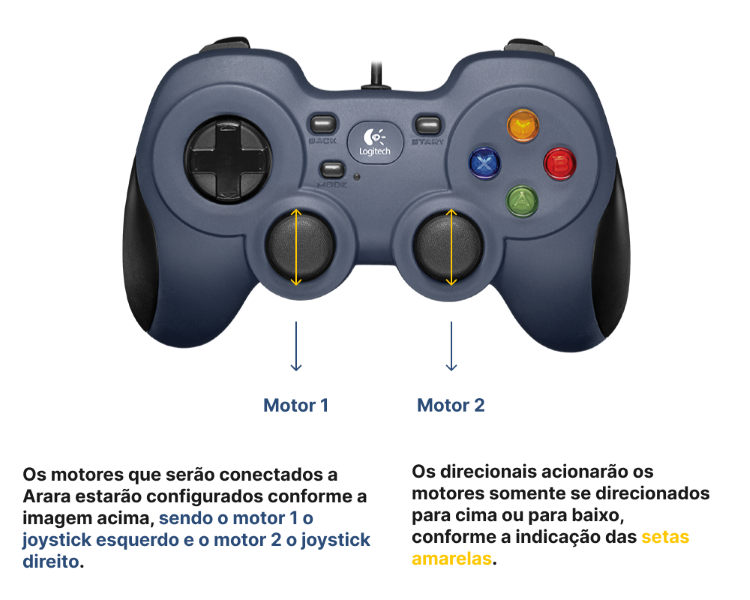 BACK
START
Logitech
MODE
Y
X
B
A
Motor 1
Motor 2
Os motores que serão conectados a
Arara estarão configurados conforme a
imagem acima, sendo o motor 1 o
joystick esquerdo e o motor 2 o joystick
direito.
Os direcionais acionarão os
motores somente se direcionados
para cima ou para baixo,
conforme a indicação das setas
amarelas.